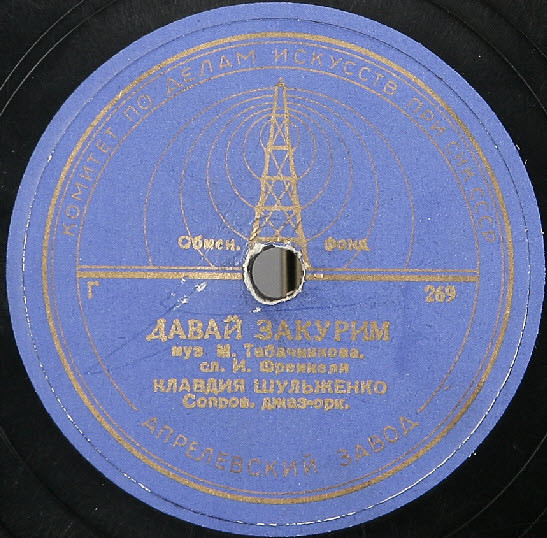 КОМИТЕТ ПО ДЕЛАМ ИСКУССТВ ПРИ СНК СССР
Обмен. фонд
Г 269
ДАВАЙ ЗАКУРИМ
муз. М. Табачникова,
сл. И. Френкели
КЛАВДИЯ ШУЛЬЖЕНКО
Сопров. джаз-орк.
АПРЕЛЕВСКИЙ ЗАВОД